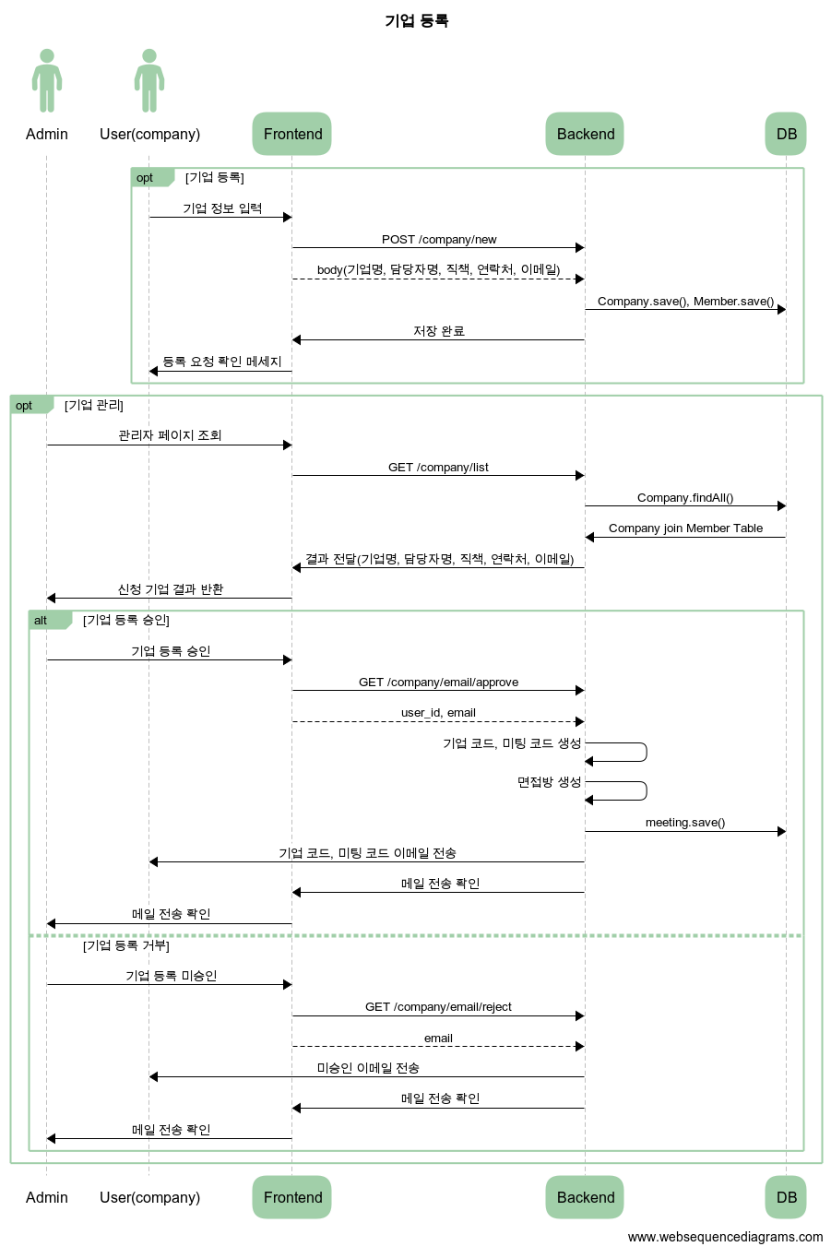 기업 등록
Admin
User(company)
Frontend
Backend
DB
opt
[기업 등록]
기업 정보 입력
POST /company/new
body(기업명, 담당자명, 직책, 연락처, 이메일)
Company.save(), Member.save()
저장 완료
등록 요청 확인 메세지
opt
[기업 관리]
관리자 페이지 조회
GET /company/list
Company.findAll()
Company join Member Table
결과 전달(기업명, 담당자명, 직책, 연락처, 이메일)
신청 기업 결과 반환
alt
[기업 등록 승인]
기업 등록 승인
GET /company/email/approve
user_id, email
기업 코드, 미팅 코드 생성
면접방 생성
meeting.save()
기업 코드, 미팅 코드 이메일 전송
메일 전송 확인
메일 전송 확인
[기업 등록 거부]
기업 등록 미승인
GET /company/email/reject
email
미승인 이메일 전송
메일 전송 확인
메일 전송 확인
Admin
User(company)
Frontend
Backend
DB
www.websequencediagrams.com